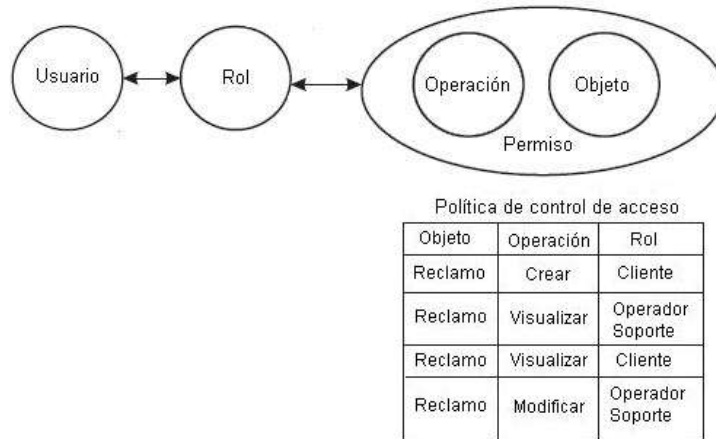 Usuario
Rol
Operación
Objeto
Permiso
Política de control de acceso
Objeto Operación Rol
Reclamo Crear Cliente
Reclamo Visualizar Operador
Soporte
Reclamo Visualizar Cliente
Reclamo Modificar Operador
Soporte